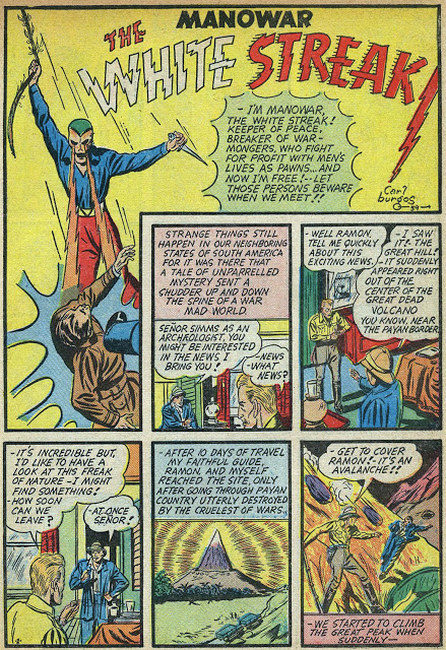 MANOWAR
THE
WHITE STREAK!
- I'M MANOWAR,
THE WHITE STREAK!
KEEPER OF PEACE,
BREAKER OF WAR-
MONGERS, WHO FIGHT
FOR PROFIT WITH MEN'S
LIVES AS PAWNS... AND
NOW I'M FREE! -- LET
THOSE PERSONS BEWARE
WHEN WE MEET!!
Carl
Burgos
STRANGE THINGS STILL
HAPPEN IN OUR NEIGHBORING
STATES OF SOUTH AMERICA
FOR IT WAS THERE THAT
A TALE OF UNPARRELLED
MYSTERY SENT A
CHUDDER UP AND DOWN
THE SPINE OF A WAR
MAD WORLD.
SEÑOR SIMMS AS AN
ARCHEOLOGIST, YOU
MIGHT BE INTERESTED
IN THE NEWS I
BRING YOU!
-NEWS
-WHAT
NEWS?
-WELL RAMON,
TELL ME QUICKLY
ABOUT THIS
EXCITING NEWS!
- I SAW
IT!- THE
GREAT HILL!
-IT SUDDENLY
APPEARED RIGHT
OUT OF THE
CENTER OF THE
GREAT DEAD
VOLCANO
YOU KNOW, NEAR
THE PAYAN BORDER
-IT'S INCREDIBLE BUT,
I'D LIKE TO HAVE A
LOOK AT THIS FREAK
OF NATURE - I MIGHT
FIND SOMETHING!
-HOW SOON
CAN WE
LEAVE?
-AT ONCE
SEÑOR!
-AFTER 10 DAYS OF TRAVEL
MY FAITHFUL GUIDE,
RAMON, AND MYSELF
REACHED THE SITE, ONLY
AFTER GOING THROUGH PAYAN
COUNTRY UTTERLY DESTROYED
BY THE CRUELEST OF WARS.
- GET TO COVER
RAMON!- IT'S AN
AVALANCHE!!
-WE STARTED TO CLIMB
THE GREAT PEAK WHEN
SUDDENLY-